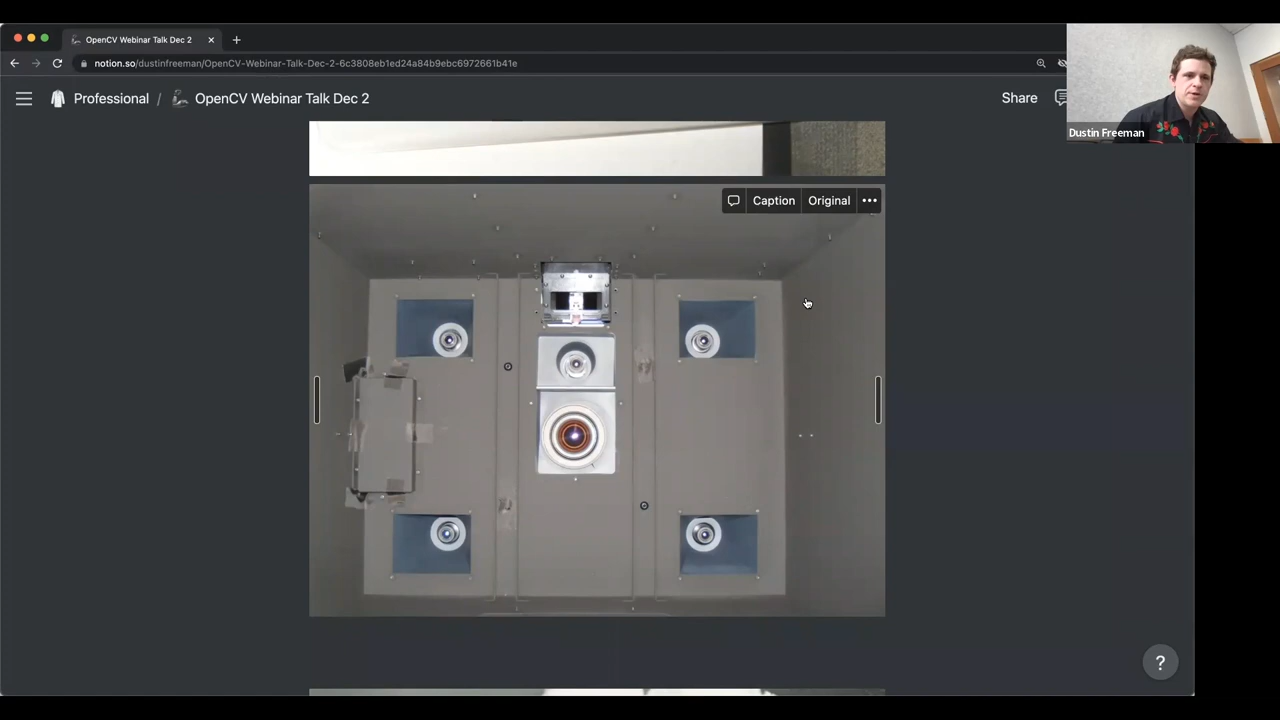 OpenCV Webinar Talk Dec 2
notion.so/dustinfreeman/OpenCV-Webinar-Talk-Dec-2-6c3808eb1ed24a84b9ebc6972661b41e
Professional / OpenCV Webinar Talk Dec 2
Share
Dustin Freeman
Caption
Original
?